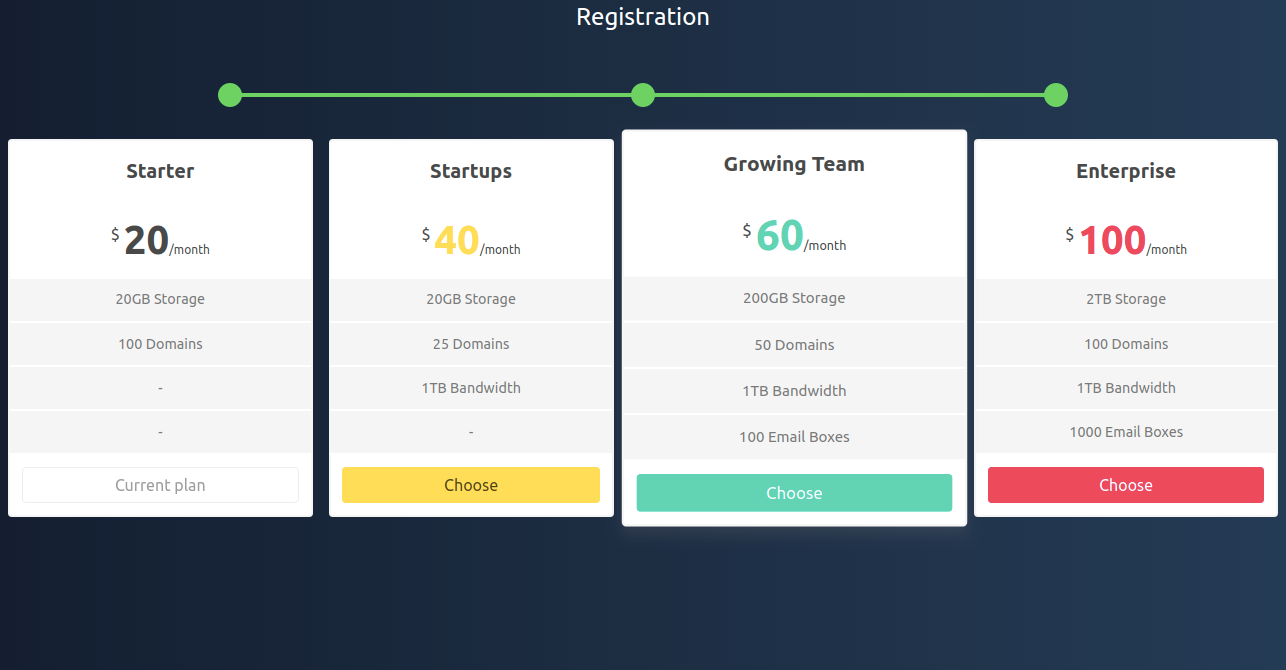 Registration
Starter
$ 20/month
20GB Storage
100 Domains
-
-
Current plan
Startups
$ 40/month
20GB Storage
25 Domains
1TB Bandwidth
-
Choose
Growing Team
$ 60/month
200GB Storage
50 Domains
1TB Bandwidth
100 Email Boxes
Choose
Enterprise
$ 100/month
2TB Storage
100 Domains
1TB Bandwidth
1000 Email Boxes
Choose